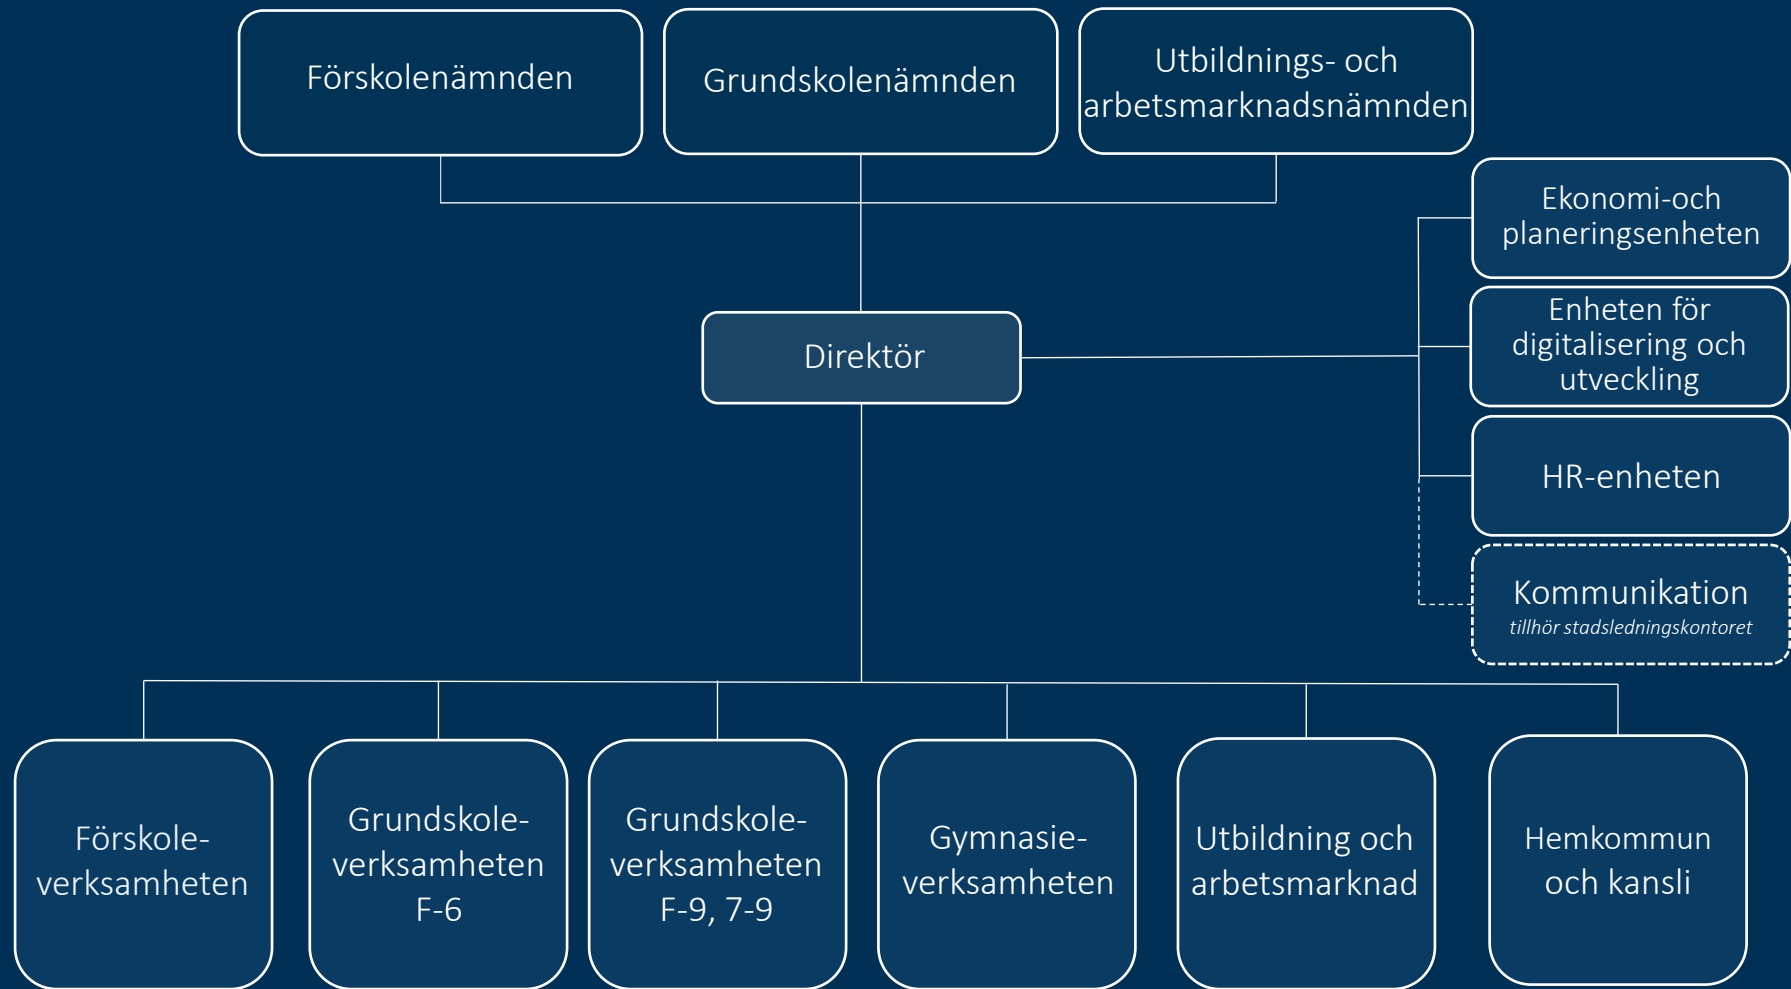 Förskolenämnden
Grundskolenämnden
Utbildnings- och
arbetsmarknadsnämnden
Ekonomi-och
planeringsenheten
Enheten för
digitalisering och
utveckling
Direktör
HR-enheten
Kommunikation
tillhör stadsledningskontoret
Förskole-
verksamheten
Grundskole-
verksamheten
F-6
Grundskole-
verksamheten
F-9, 7-9
Gymnasie-
verksamheten
Utbildning och
arbetsmarknad
Hemkommun
och kansli